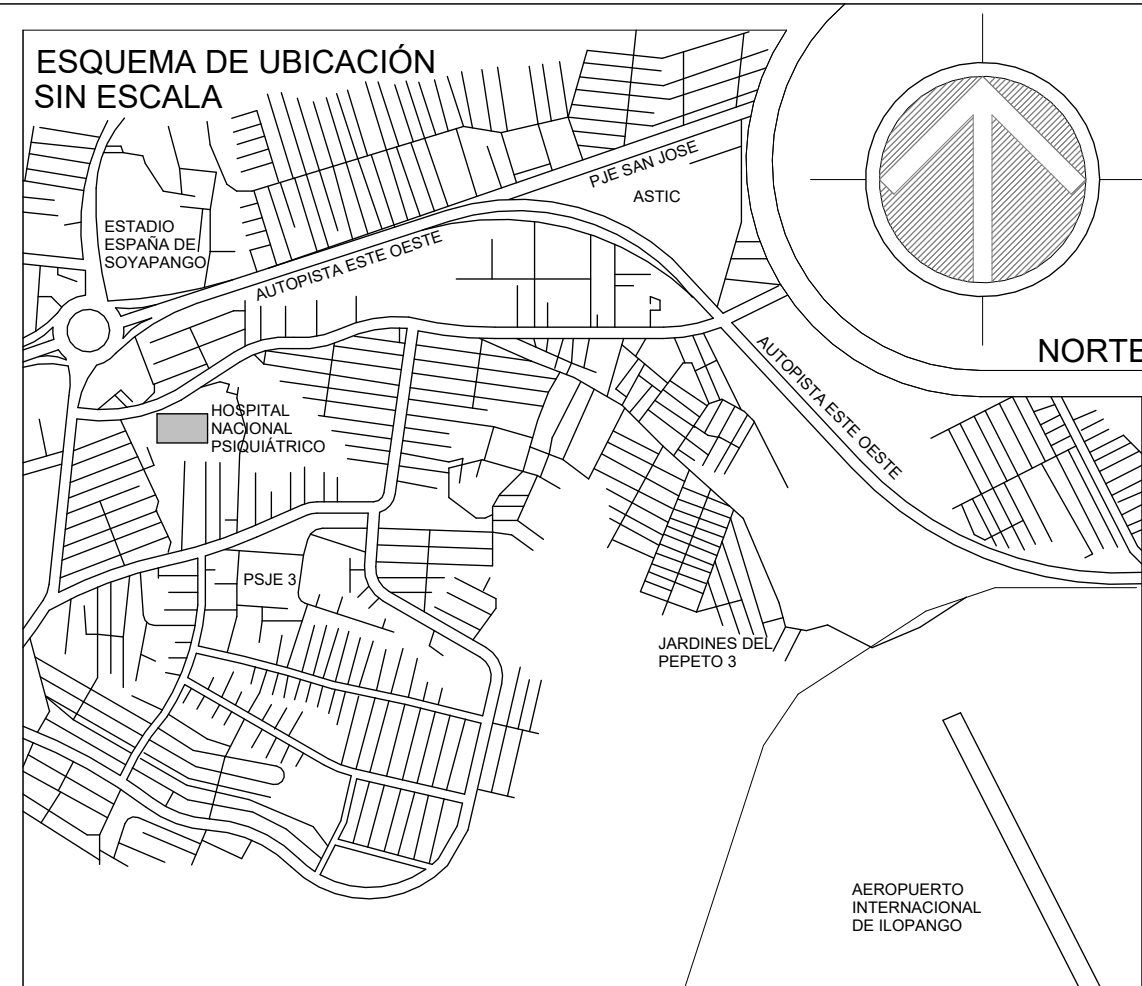 ESQUEMA DE UBICACIÓN
SIN ESCALA
PJE SAN JOSE
ASTIC
ESTADIO
ESPAÑA DE
SOYAPANGO
AUTOPISTA ESTE OESTE
NORTE
AUTOPISTA ESTE OESTE
HOSPITAL
NACIONAL
PSIQUIÁTRICO
PSJE 3
JARDINES DEL
PEPETO 3
AEROPUERTO
INTERNACIONAL
DE ILOPANGO